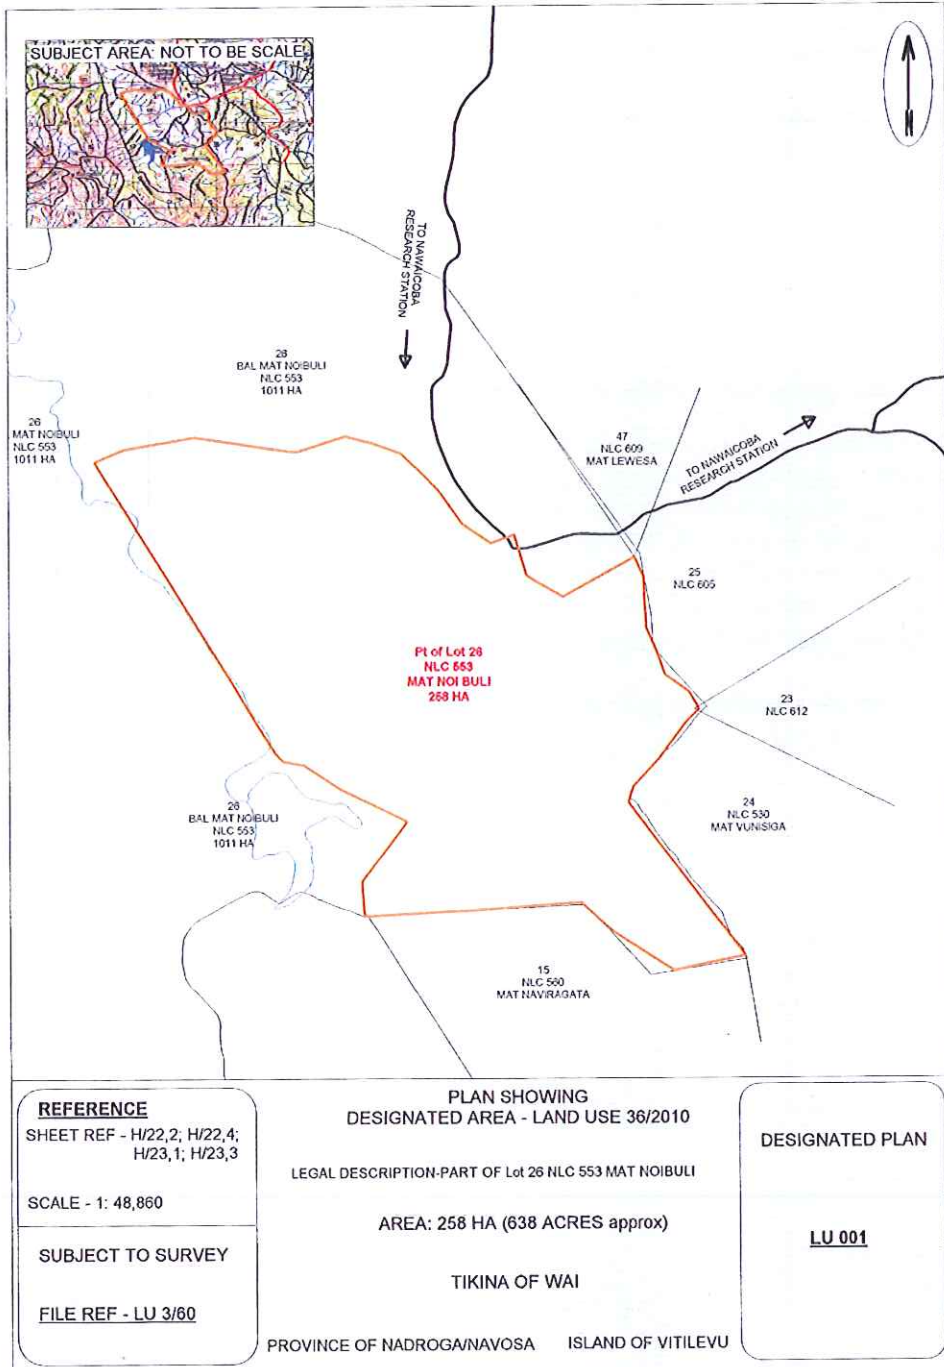 SUBJECT AREA: NOT TO BE SCALE
N
TO NAWAICOBA
RESEARCH STATION
26
BAL MAT NOIBULI
NLC 553
1011 HA
26
MAT NOIBULI
NLC 553
1011 HA
47
NLC 609
MAT LEWESA
TO NAWAICOBA
RESEARCH STATION
25
NLC 605
Pt of Lot 26
NLC 553
MAT NOI BULI
258 HA
23
NLC 612
26
BAL MAT NOIBULI
NLC 553
1011 HA
24
NLC 530
MAT VUNISIGA
15
NLC 560
MAT NAVIRAGATA
REFERENCE
SHEET REF - H/22,2; H/22,4;
H/23,1; H/23,3
SCALE - 1: 48,860
SUBJECT TO SURVEY
FILE REF - LU 3/60
PLAN SHOWING
DESIGNATED AREA - LAND USE 36/2010
LEGAL DESCRIPTION-PART OF Lot 26 NLC 553 MAT NOIBULI
AREA: 258 HA (638 ACRES approx)
TIKINA OF WAI
PROVINCE OF NADROGA/NAVOSA ISLAND OF VITILEVU
DESIGNATED PLAN
LU 001